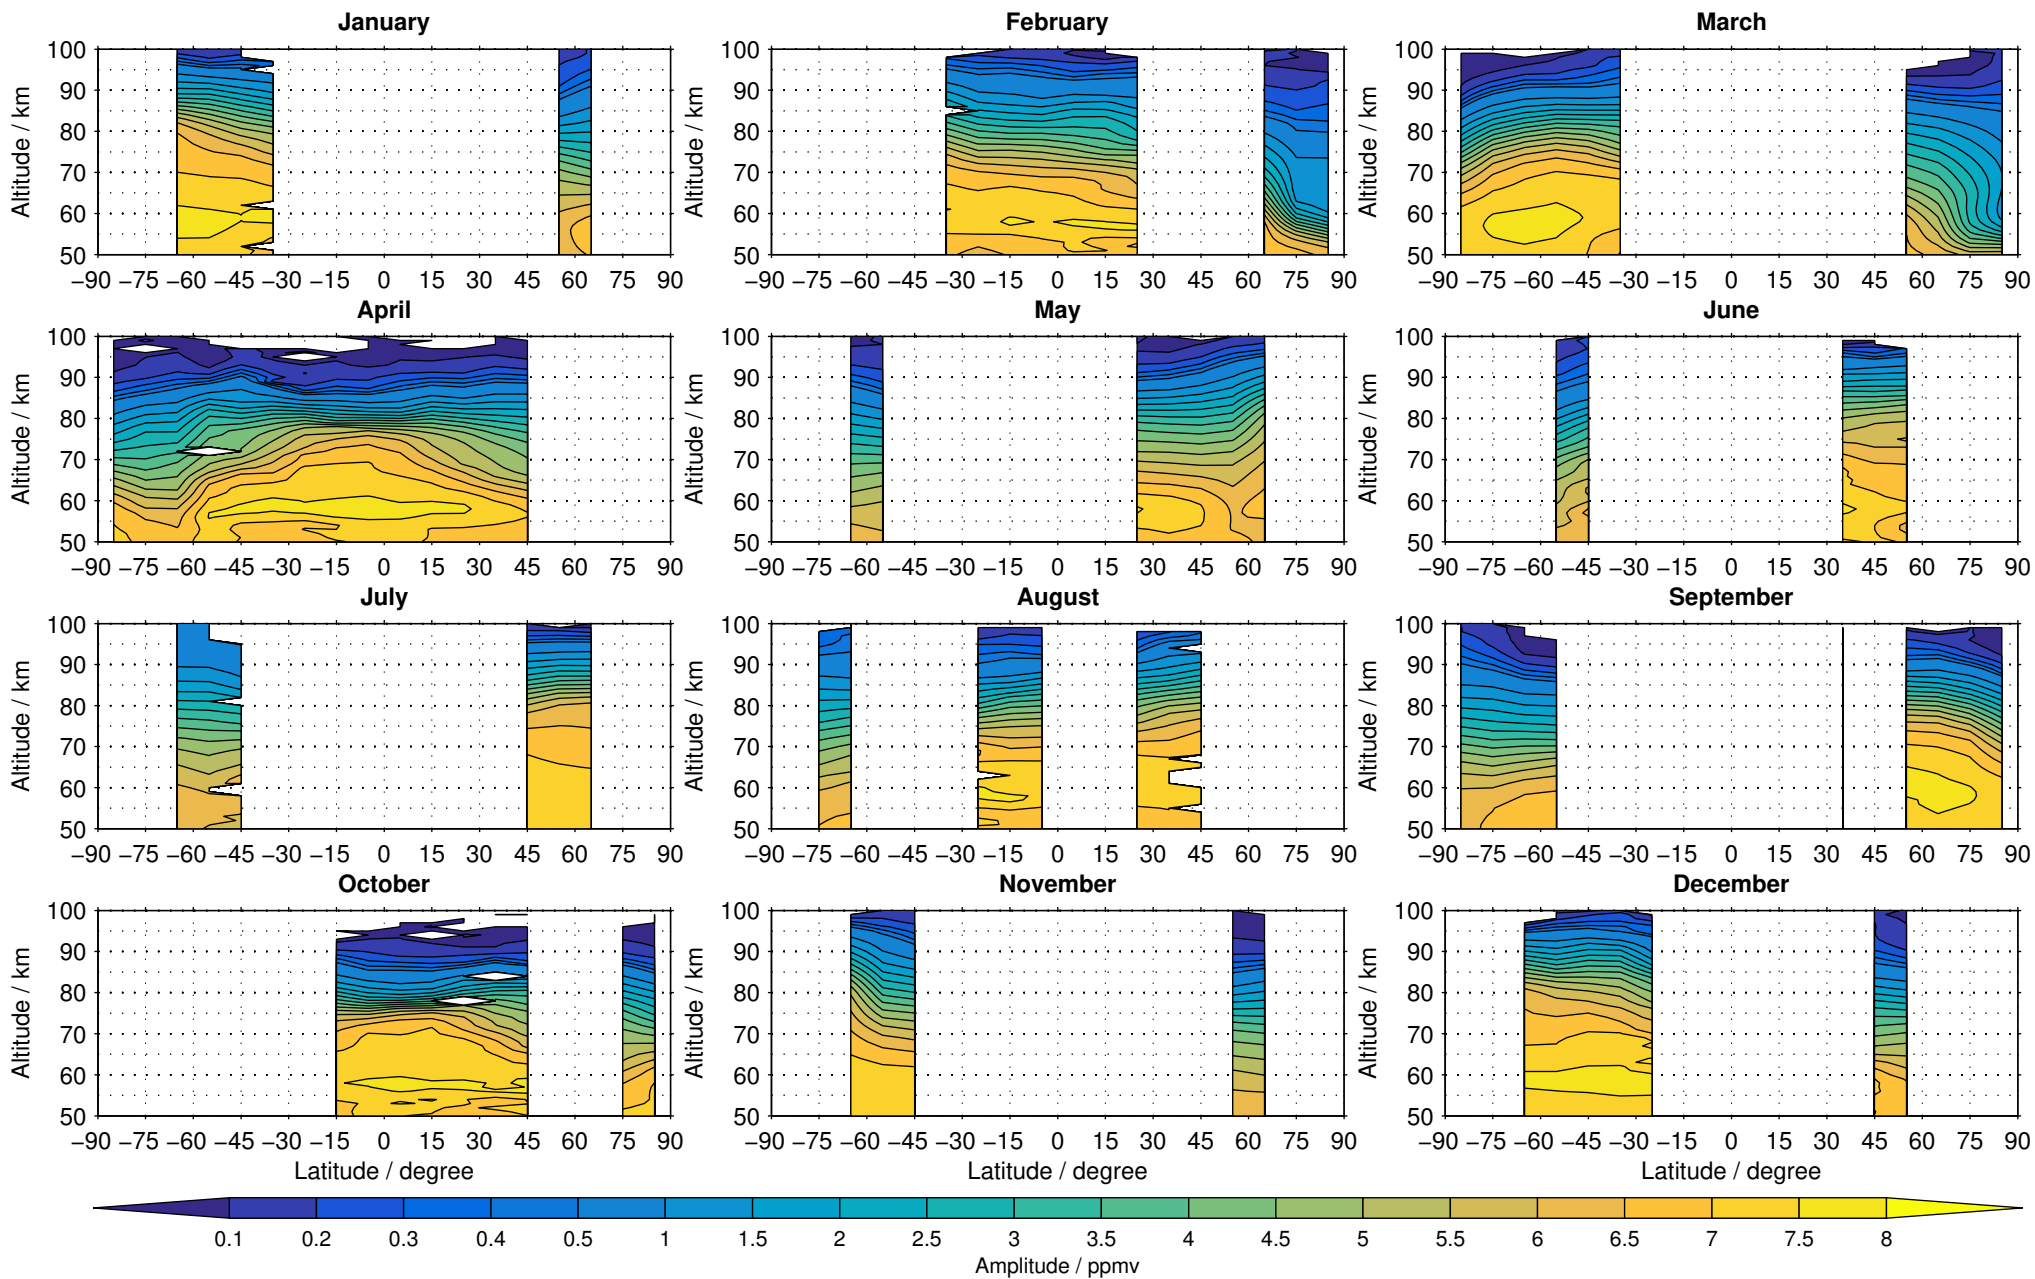 January February March
100 100 100
90 90 90
80 80 80
70 70 70
60 60 60
50 50 50
Altitude / km Altitude / km Altitude / km
−90 −75 −60 −45 −30 −15 0 15 30 45 60 75 90 −90 −75 −60 −45 −30 −15 0 15 30 45 60 75 90 −90 −75 −60 −45 −30 −15 0 15 30 45 60 75 90
April May June
100 100 100
90 90 90
80 80 80
70 70 70
60 60 60
50 50 50
Altitude / km Altitude / km Altitude / km
−90 −75 −60 −45 −30 −15 0 15 30 45 60 75 90 −90 −75 −60 −45 −30 −15 0 15 30 45 60 75 90 −90 −75 −60 −45 −30 −15 0 15 30 45 60 75 90
July August September
100 100 100
90 90 90
80 80 80
70 70 70
60 60 60
50 50 50
Altitude / km Altitude / km Altitude / km
−90 −75 −60 −45 −30 −15 0 15 30 45 60 75 90 −90 −75 −60 −45 −30 −15 0 15 30 45 60 75 90 −90 −75 −60 −45 −30 −15 0 15 30 45 60 75 90
October November December
100 100 100
90 90 90
80 80 80
70 70 70
60 60 60
50 50 50
Altitude / km Altitude / km Altitude / km
−90 −75 −60 −45 −30 −15 0 15 30 45 60 75 90 −90 −75 −60 −45 −30 −15 0 15 30 45 60 75 90 −90 −75 −60 −45 −30 −15 0 15 30 45 60 75 90
Latitude / degree Latitude / degree Latitude / degree
0.1 0.2 0.3 0.4 0.5 1 1.5 2 2.5 3 3.5 4 4.5 5 5.5 6 6.5 7 7.5 8
Amplitude / ppmv